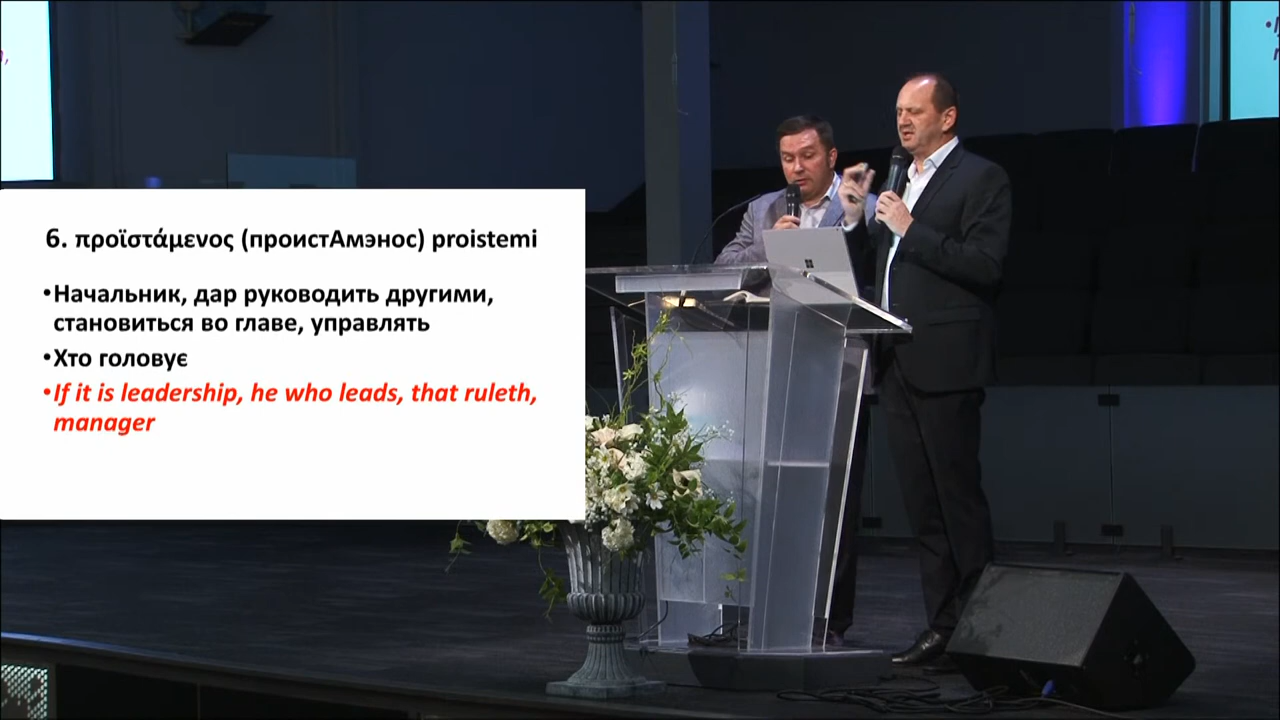 6. προϊστάμενος (проистАмэнос) proistemi
•Начальник, дар руководить другими,
становиться во главе, управлять
•Хто головує
•If it is leadership, he who leads, that ruleth,
manager